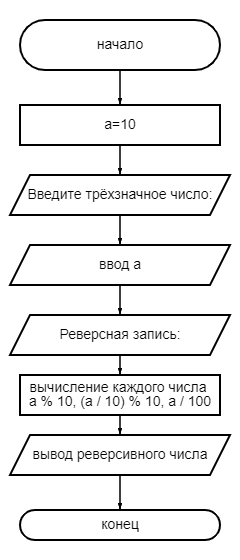 начало
a=10
Введите трёхзначное число:
ввод a
Реверсная запись:
вычисление каждого числа
a % 10, (a / 10) % 10, a / 100
вывод реверсивного числа
конец